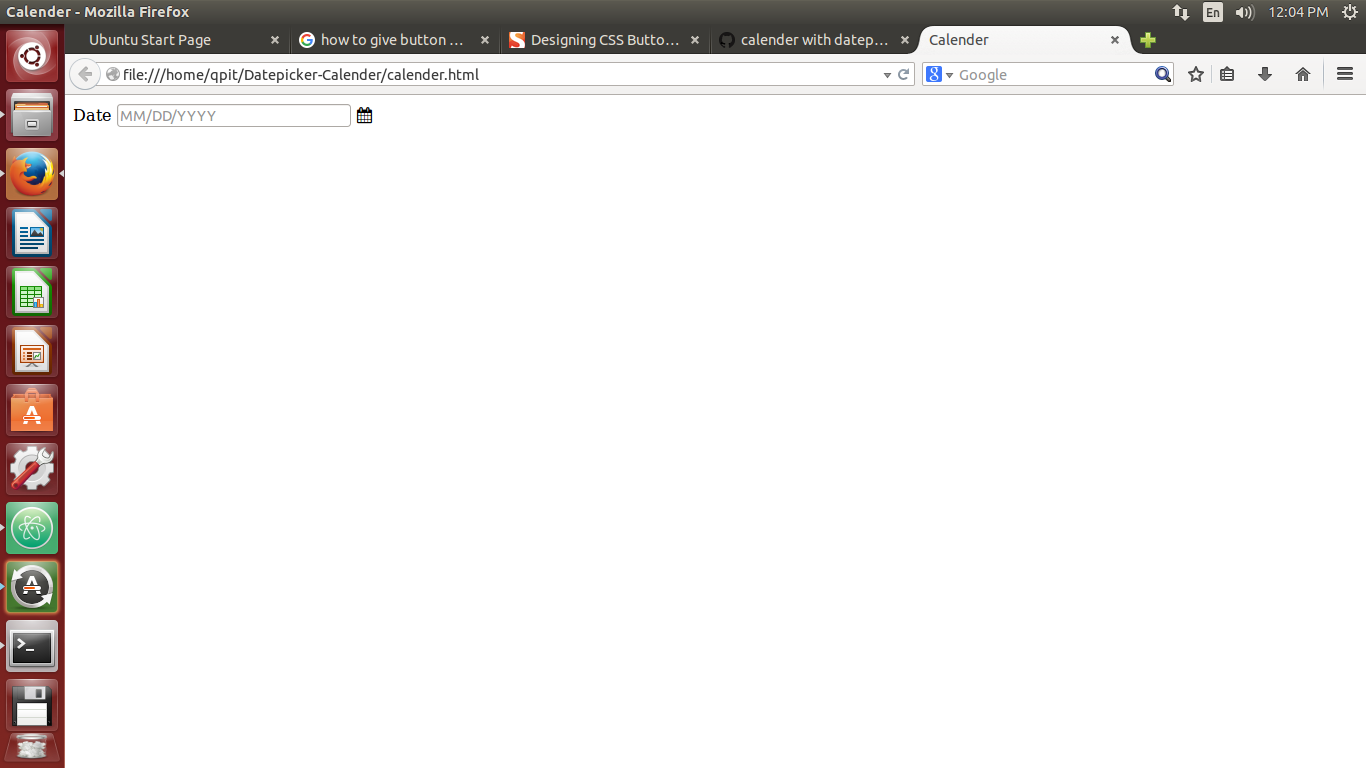 Calender - Mozilla Firefox
En
12:04 PM
Ubuntu Start Page
how to give button ...
Designing CSS Butto...
calender with datep...
Calender
file:///home/qpit/Datepicker-Calender/calender.html
Google
Date MM/DD/YYYY